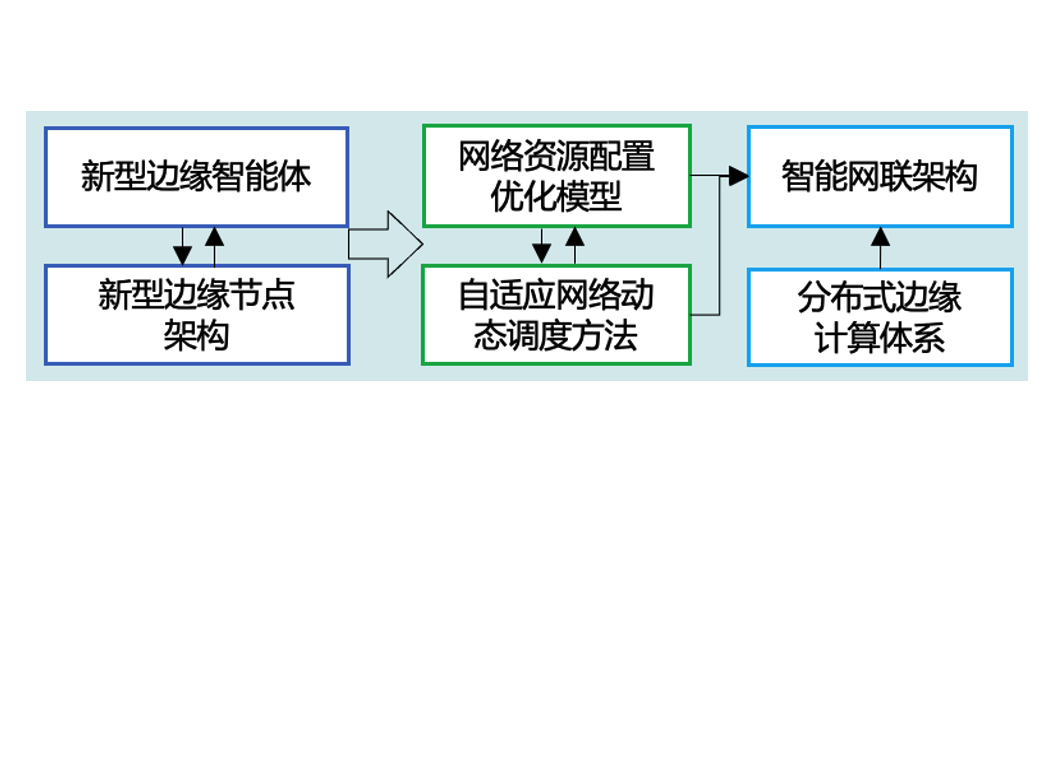 新型边缘智能体
新型边缘节点
架构
网络资源配置
优化模型
自适应网络动
态调度方法
智能网联架构
分布式边缘
计算体系